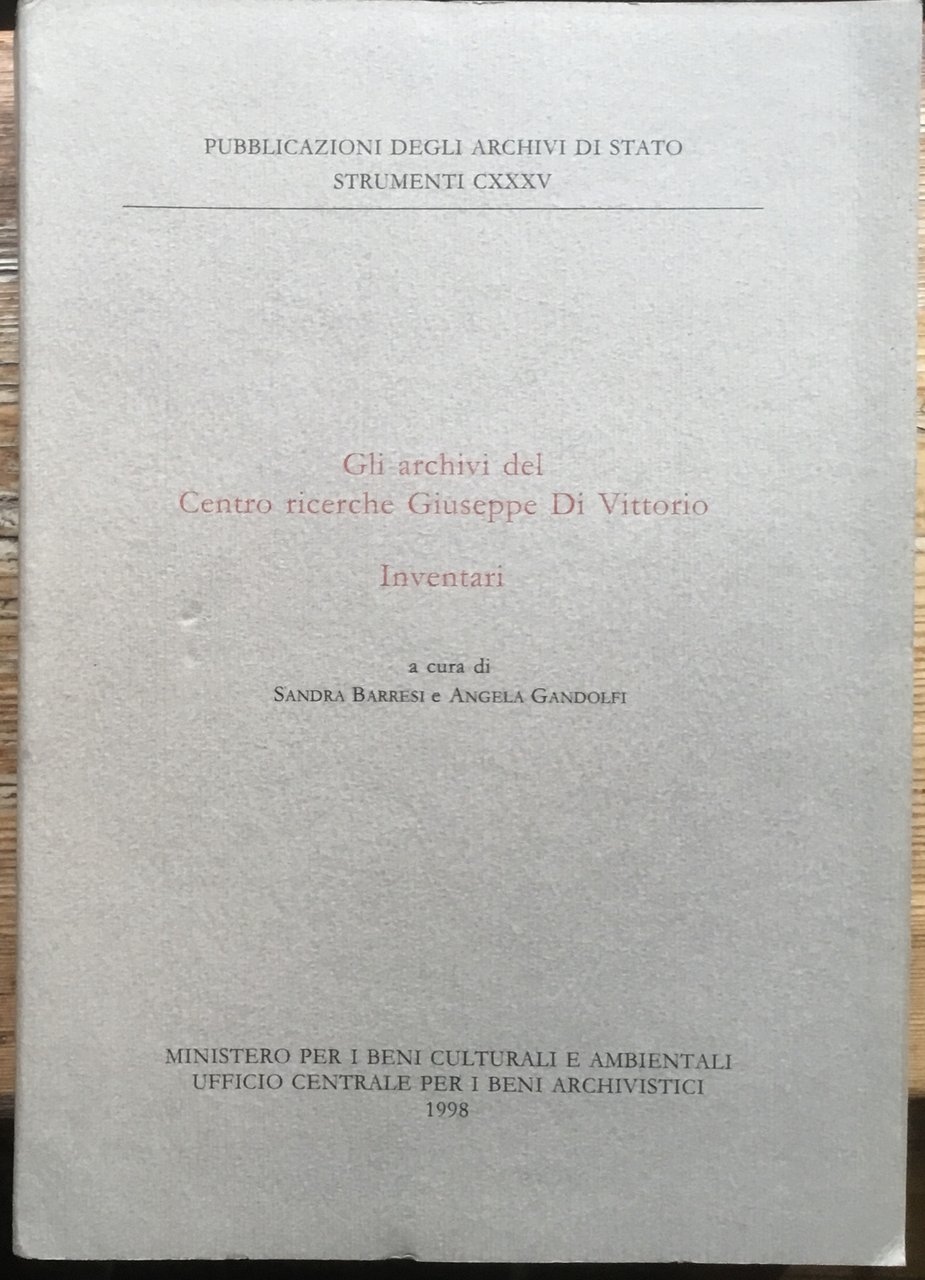 PUBBLICAZIONI DEGLI ARCHIVI DI STATO
STRUMENTI CXXXV
Gli archivi del
Centro ricerche Giuseppe Di Vittorio
Inventari
a cura di
SANDRA BARRESI e ANGELA GANDOLFI
MINISTERO PER I BENI CULTURALI E AMBIENTALI
UFFICIO CENTRALE PER I BENI ARCHIVISTICI
1998